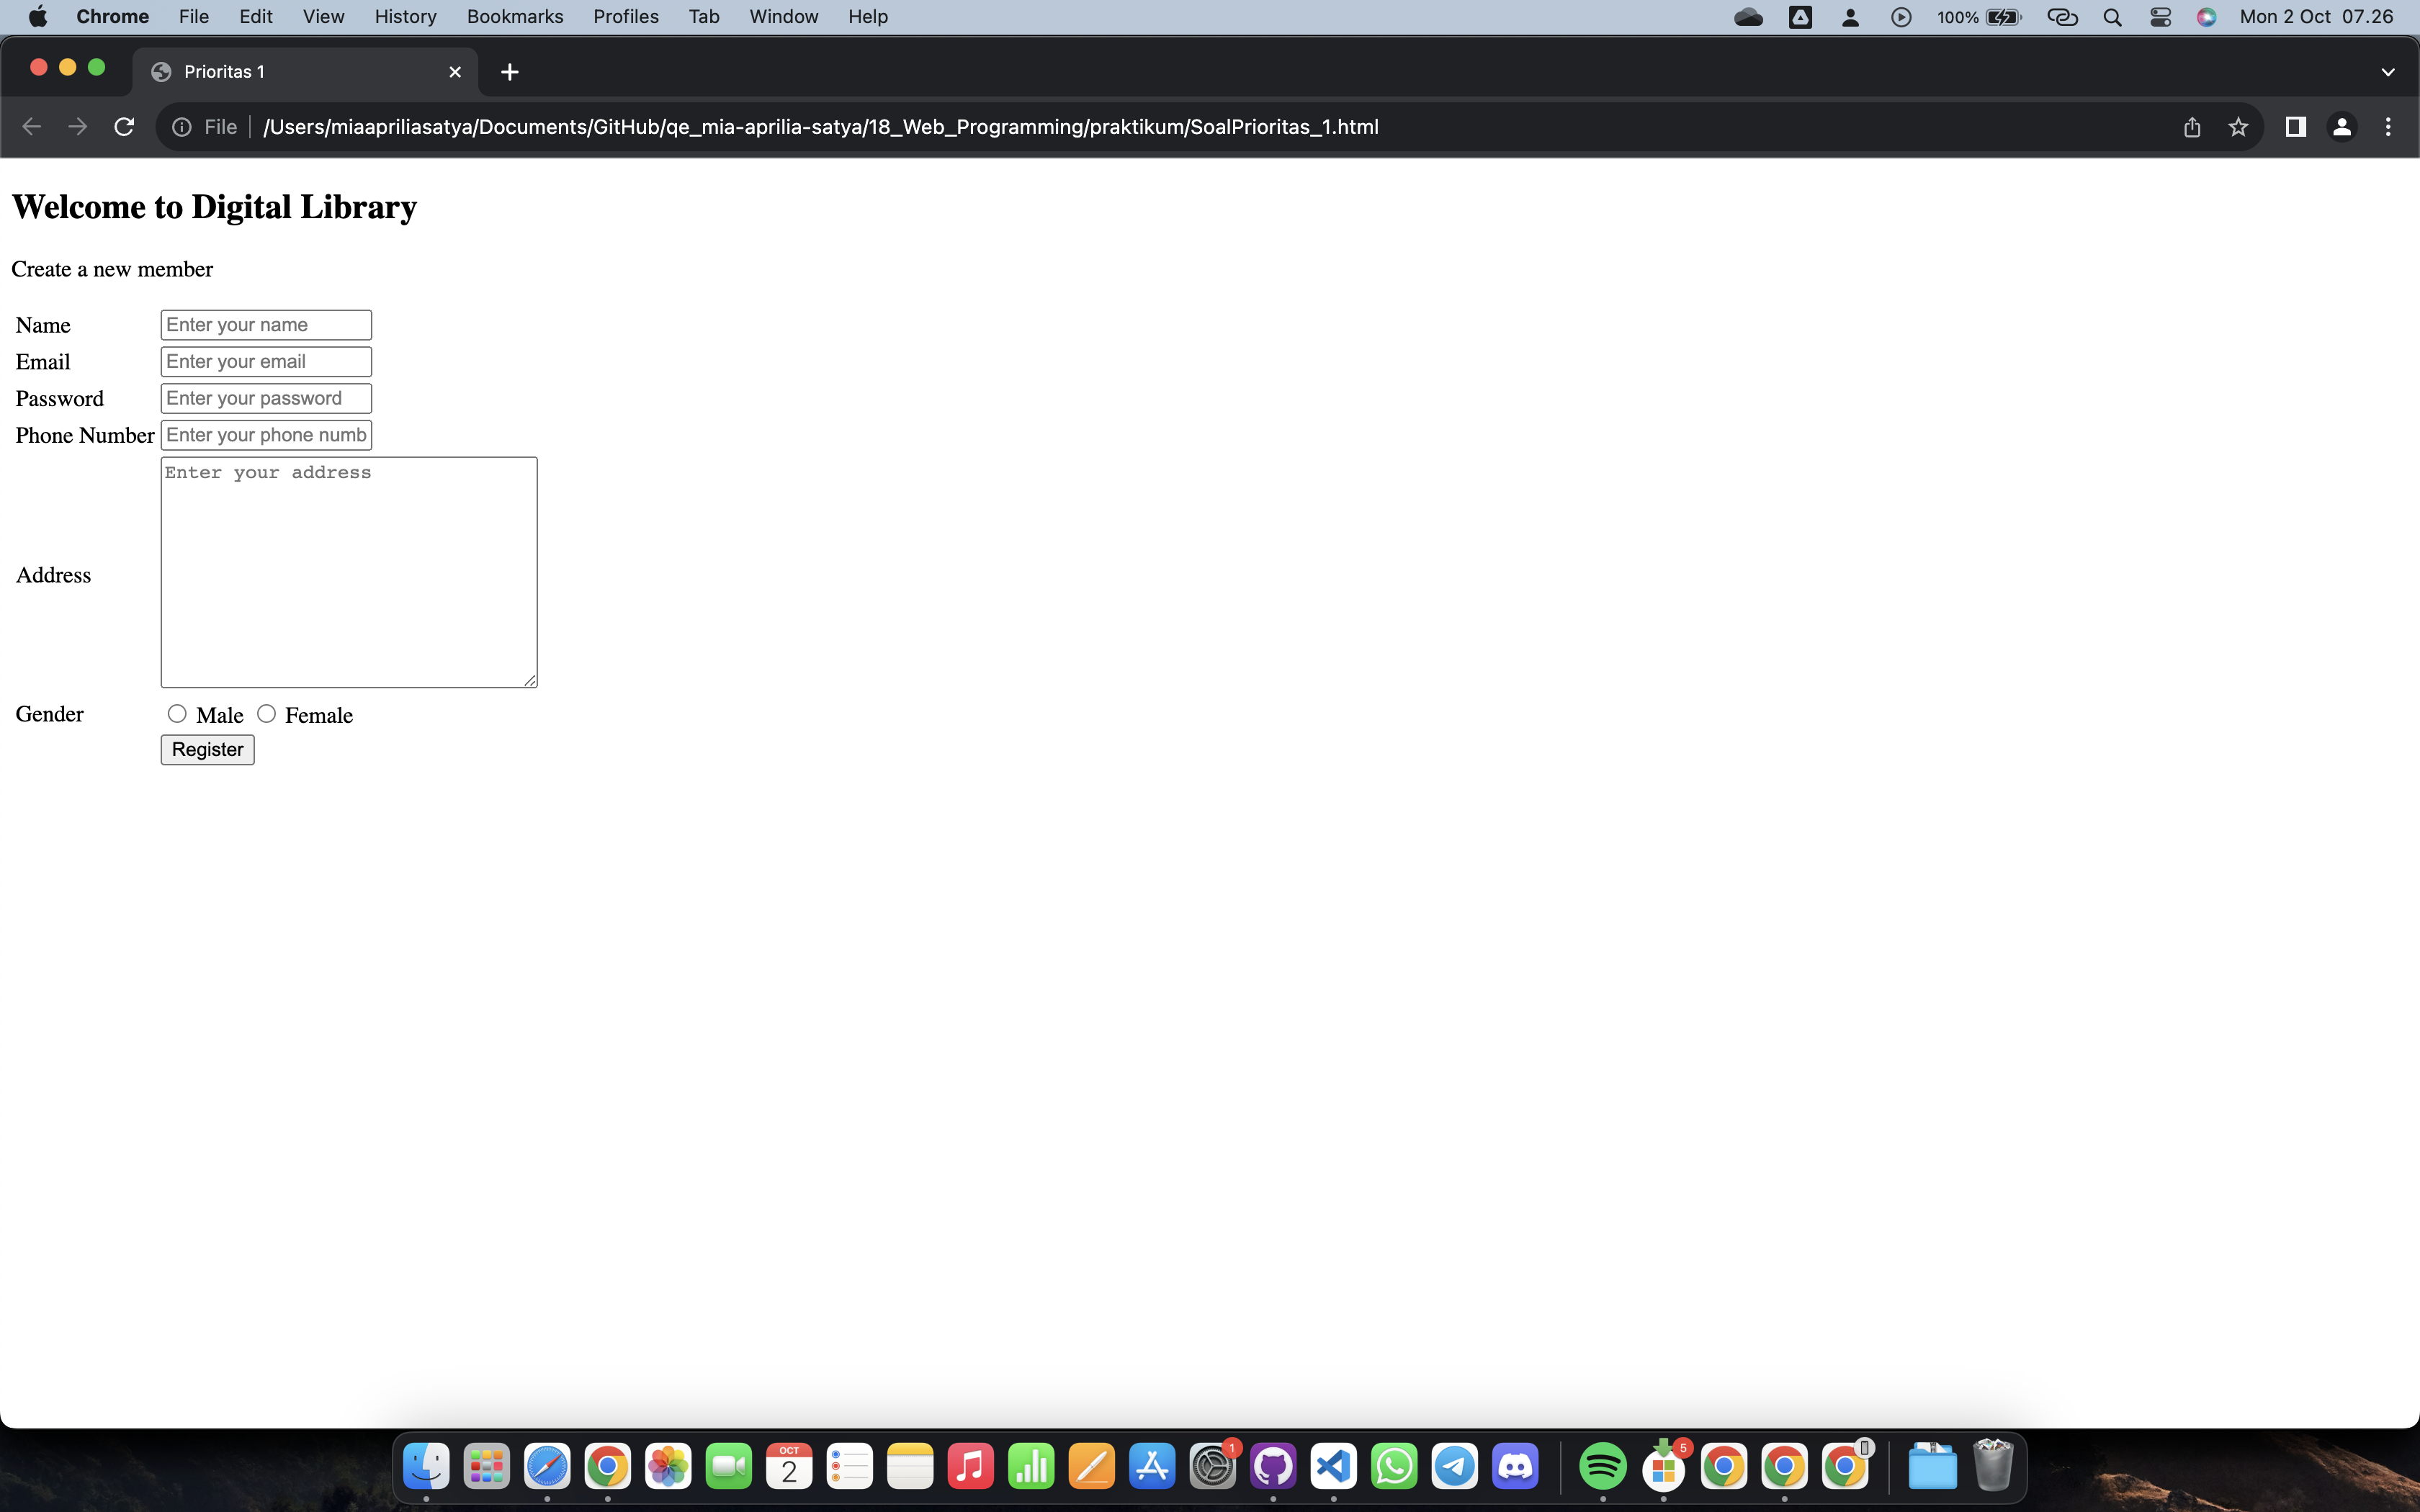 Chrome File Edit View History Bookmarks Profiles Tab Window Help 100% Mon 2 Oct 07.26
Prioritas 1
File /Users/miaapriliasatya/Documents/GitHub/qe_mia-aprilia-satya/18_Web_Programming/praktikum/SoalPrioritas_1.html
Welcome to Digital Library
Create a new member
Name Enter your name
Email Enter your email
Password Enter your password
Phone Number Enter your phone numb
Enter your address
Address
Gender Male Female
Register
OCT
2
1
5